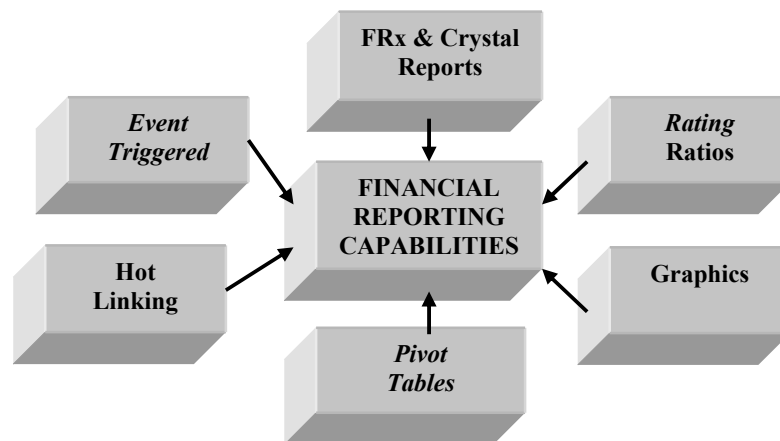 FRx & Crystal
Reports
Event
Triggered
Rating
Ratios
FINANCIAL
REPORTING
CAPABILITIES
Hot
Linking
Graphics
Pivot
Tables